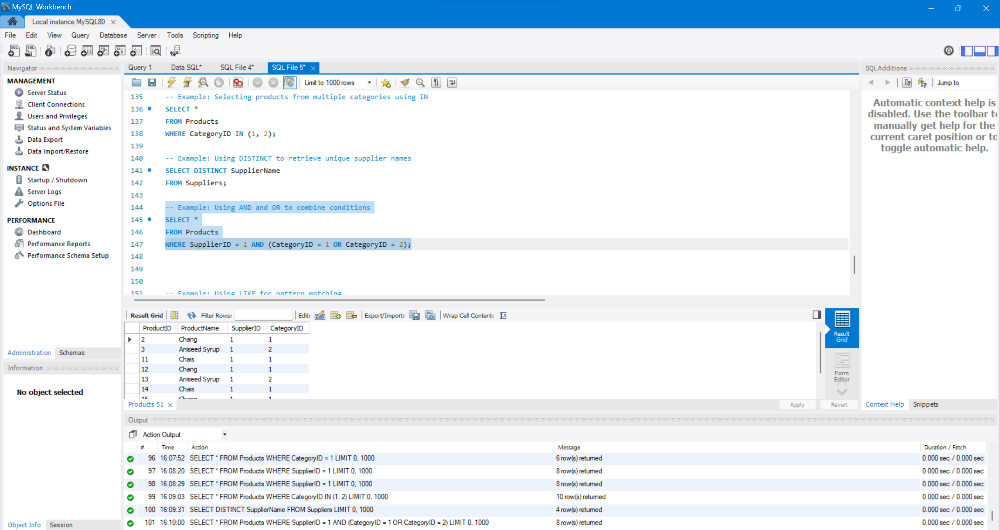 MySQL Workbench
Local instance MySQL80
File Edit View Query Database Server Tools Scripting Help
Navigator
MANAGEMENT
Server Status
Client Connections
Users and Privileges
Status and System Variables
Data Export
Data Import/Restore
INSTANCE
Startup / Shutdown
Server Logs
Options File
PERFORMANCE
Dashboard
Performance Reports
Performance Schema Setup
Administration Schemas
Information
No object selected
Object Info Session
Query 1 Data SQL* SQL File 4* SQL File 5*
Limit to 1000 rows
135 -- Example: Selecting products from multiple categories using IN
136 SELECT *
137 FROM Products
138 WHERE CategoryID IN (1, 2);
139
140 -- Example: Using DISTINCT to retrieve unique supplier names
141 SELECT DISTINCT SupplierName
142 FROM Suppliers;
143
144 -- Example: Using AND and OR to combine conditions
145 SELECT *
146 FROM Products
147 WHERE SupplierID = 1 AND (CategoryID = 1 OR CategoryID = 2);
148
149
150
151 -- Example: Using LIKE for pattern matching
Result Grid Filter Rows: Edit: Export/Import: Wrap Cell Content:
ProductID ProductName SupplierID CategoryID
2 Chang 1 1
3 Aniseed Syrup 1 2
11 Chais 1 1
12 Chang 1 1
13 Aniseed Syrup 1 2
14 Chais 1 1
15 Chang 1 1
Result
Grid
Form
Editor
Products 51 Apply Revert
SQLAdditions
Jump to
Automatic context help is
disabled. Use the toolbar to
manually get help for the
current caret position or to
toggle automatic help.
Context Help Snippets
Output
Action Output
# Time Action Message Duration / Fetch
96 16:07:52 SELECT * FROM Products WHERE CategoryID = 1 LIMIT 0, 1000 6 row(s) returned 0.000 sec / 0.000 sec
97 16:08:20 SELECT * FROM Products WHERE SupplierID = 1 LIMIT 0, 1000 8 row(s) returned 0.000 sec / 0.000 sec
98 16:08:29 SELECT * FROM Products WHERE SupplierID = 1 LIMIT 0, 1000 8 row(s) returned 0.000 sec / 0.000 sec
99 16:09:03 SELECT * FROM Products WHERE CategoryID IN (1, 2) LIMIT 0, 1000 10 row(s) returned 0.000 sec / 0.000 sec
100 16:09:31 SELECT DISTINCT SupplierName FROM Suppliers LIMIT 0, 1000 4 row(s) returned 0.000 sec / 0.000 sec
101 16:10:00 SELECT * FROM Products WHERE SupplierID = 1 AND (CategoryID = 1 OR CategoryID = 2) LIMIT 0, 1000 8 row(s) returned 0.000 sec / 0.000 sec